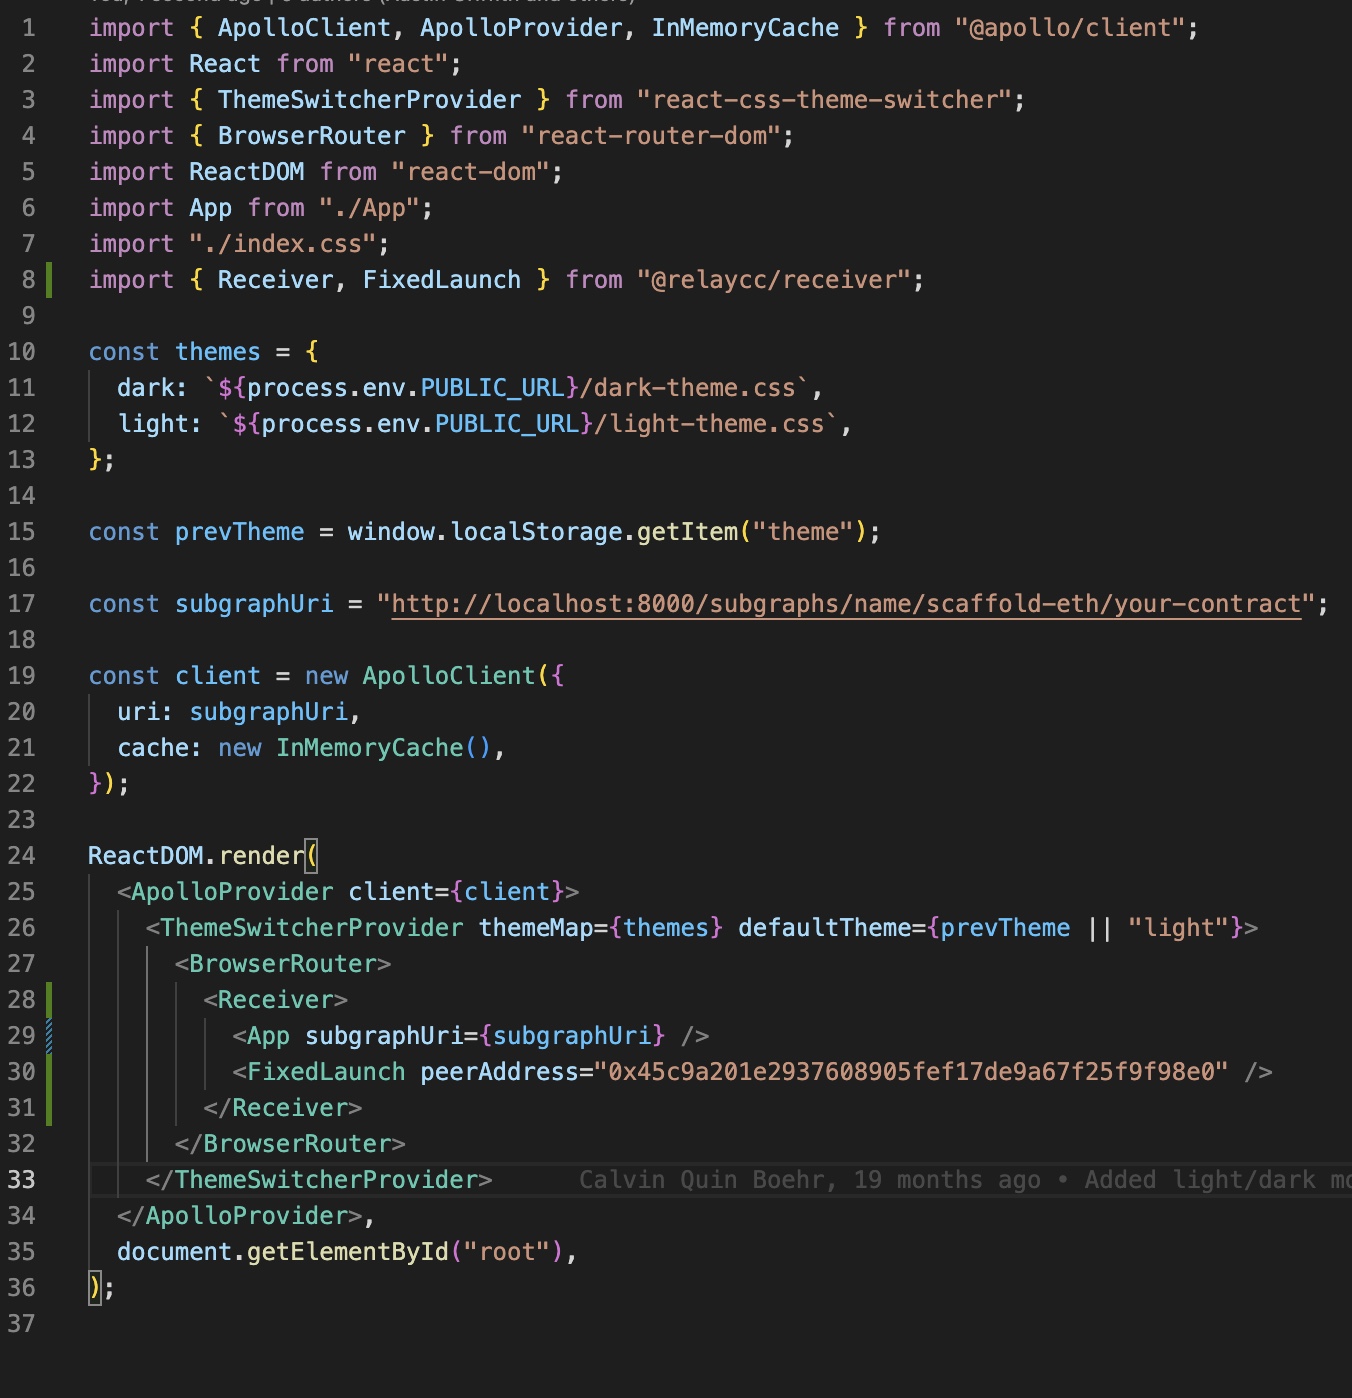 1 import { ApolloClient, ApolloProvider, InMemoryCache } from "@apollo/client";
2 import React from "react";
3 import { ThemeSwitcherProvider } from "react-css-theme-switcher";
4 import { BrowserRouter } from "react-router-dom";
5 import ReactDOM from "react-dom";
6 import App from "./App";
7 import "./index.css";
8 import { Receiver, FixedLaunch } from "@relaycc/receiver";
9
10 const themes = {
11   dark: `${process.env.PUBLIC_URL}/dark-theme.css`,
12   light: `${process.env.PUBLIC_URL}/light-theme.css`,
13 };
14
15 const prevTheme = window.localStorage.getItem("theme");
16
17 const subgraphUri = "http://localhost:8000/subgraphs/name/scaffold-eth/your-contract";
18
19 const client = new ApolloClient({
20   uri: subgraphUri,
21   cache: new InMemoryCache(),
22 });
23
24 ReactDOM.render(
25   <ApolloProvider client={client}>
26     <ThemeSwitcherProvider themeMap={themes} defaultTheme={prevTheme || "light"}>
27       <BrowserRouter>
28         <Receiver>
29           <App subgraphUri={subgraphUri} />
30           <FixedLaunch peerAddress="0x45c9a201e2937608905fef17de9a67f25f9f98e0" />
31         </Receiver>
32       </BrowserRouter>
33     </ThemeSwitcherProvider> Calvin Quin Boehr, 19 months ago • Added light/dark
34   </ApolloProvider>,
35   document.getElementById("root"),
36 );
37